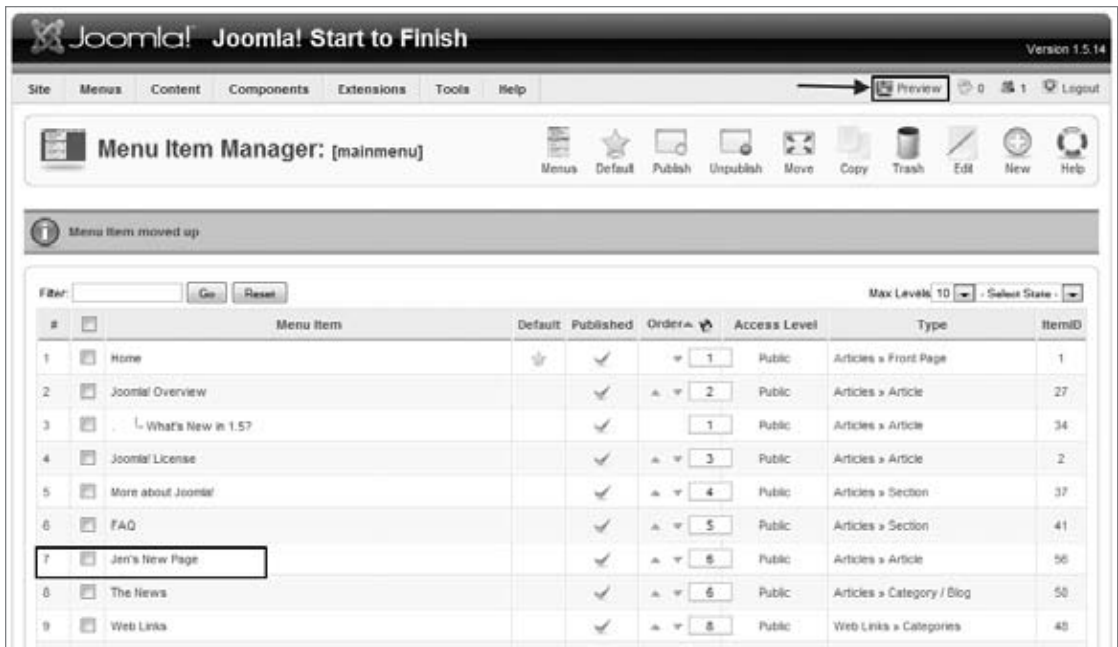 Joomla! Joomla! Start to Finish
Version 1.5.14
Site Menus Content Components Extensions Tools Help Preview 0 1 Logout
Menu Item Manager: [mainmenu]
Menus Default Publish Unpublish Move Copy Trash Edit New Help
Menu Item moved up
Filter: Go Reset Max Levels 10 - Select State -
# Menu Item Default Published Order Access Level Type ItemID
1 Home 1 Public Articles » Front Page 1
2 Joomla! Overview 2 Public Articles » Article 27
3 . What's New in 1.5? 1 Public Articles » Article 34
4 Joomla! License 3 Public Articles » Article 2
5 More about Joomla! 4 Public Articles » Section 37
6 FAQ 5 Public Articles » Section 41
7 Jen's New Page 6 Public Articles » Article 56
8 The News 6 Public Articles » Category / Blog 50
9 Web Links 8 Public Web Links » Categories 48